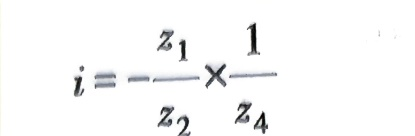 i = - z₁/z₂ × 1/z₄